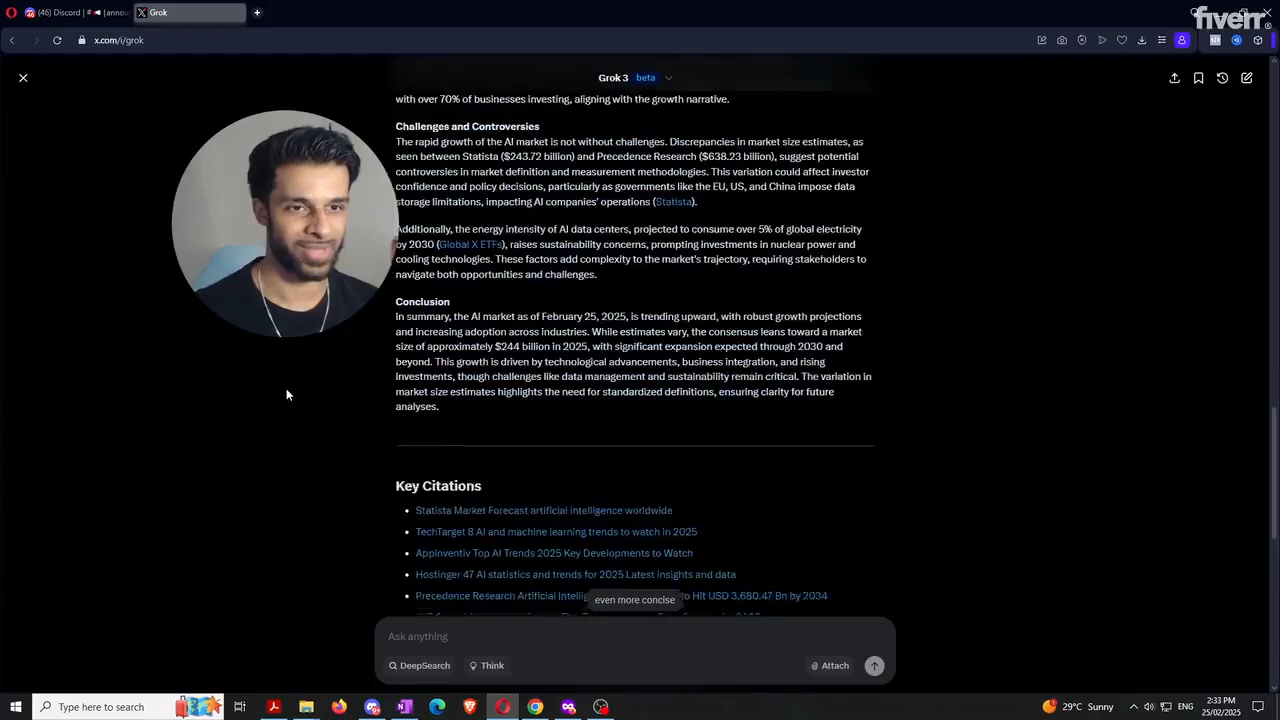 (46) Discord | #
Grok
fiverr
x.com/i/grok
Grok 3 beta
with over 70% of businesses investing, aligning with the growth narrative.
Challenges and Controversies
The rapid growth of the AI market is not without challenges. Discrepancies in market size estimates, as
seen between Statista ($243.72 billion) and Precedence Research ($638.23 billion), suggest potential
controversies in market definition and measurement methodologies. This variation could affect investor
confidence and policy decisions, particularly as governments like the EU, US, and China impose data
storage limitations, impacting AI companies' operations (Statista).
Additionally, the energy intensity of AI data centers, projected to consume over 5% of global electricity
by 2030 (Global X ETFs), raises sustainability concerns, prompting investments in nuclear power and
cooling technologies. These factors add complexity to the market's trajectory, requiring stakeholders to
navigate both opportunities and challenges.
Conclusion
In summary, the AI market as of February 25, 2025, is trending upward, with robust growth projections
and increasing adoption across industries. While estimates vary, the consensus leans toward a market
size of approximately $244 billion in 2025, with significant expansion expected through 2030 and
beyond. This growth is driven by technological advancements, business integration, and rising
investments, though challenges like data management and sustainability remain critical. The variation in
market size estimates highlights the need for standardized definitions, ensuring clarity for future
analyses.
Key Citations
Statista Market Forecast artificial intelligence worldwide
TechTarget 8 AI and machine learning trends to watch in 2025
Appinventiv Top AI Trends 2025 Key Developments to Watch
Hostinger 47 AI statistics and trends for 2025 Latest insights and data
Precedence Research Artificial to Hit USD 3,680.47 Bn by 2034
even more concise
Ask anything
DeepSearch Think Attach
Type here to search
29°C Sunny
ENG
2:33 PM
25/02/2025